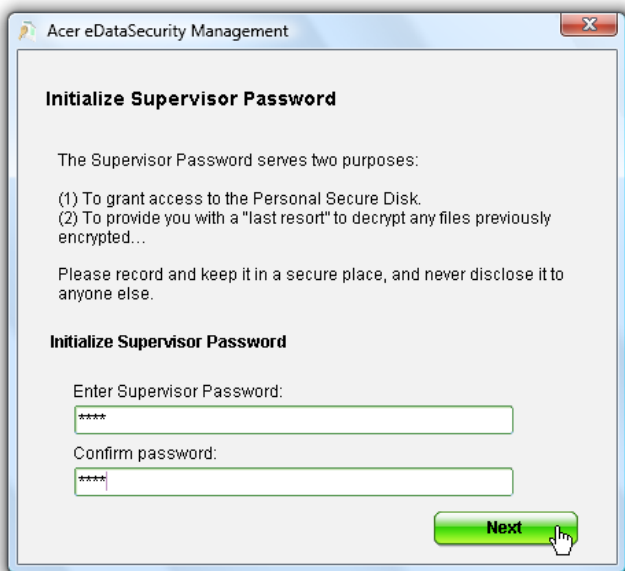 Acer eDataSecurity Management
Initialize Supervisor Password
The Supervisor Password serves two purposes:
(1) To grant access to the Personal Secure Disk.
(2) To provide you with a "last resort" to decrypt any files previously
encrypted...
Please record and keep it in a secure place, and never disclose it to
anyone else.
Initialize Supervisor Password
Enter Supervisor Password:
****
Confirm password:
****
Next